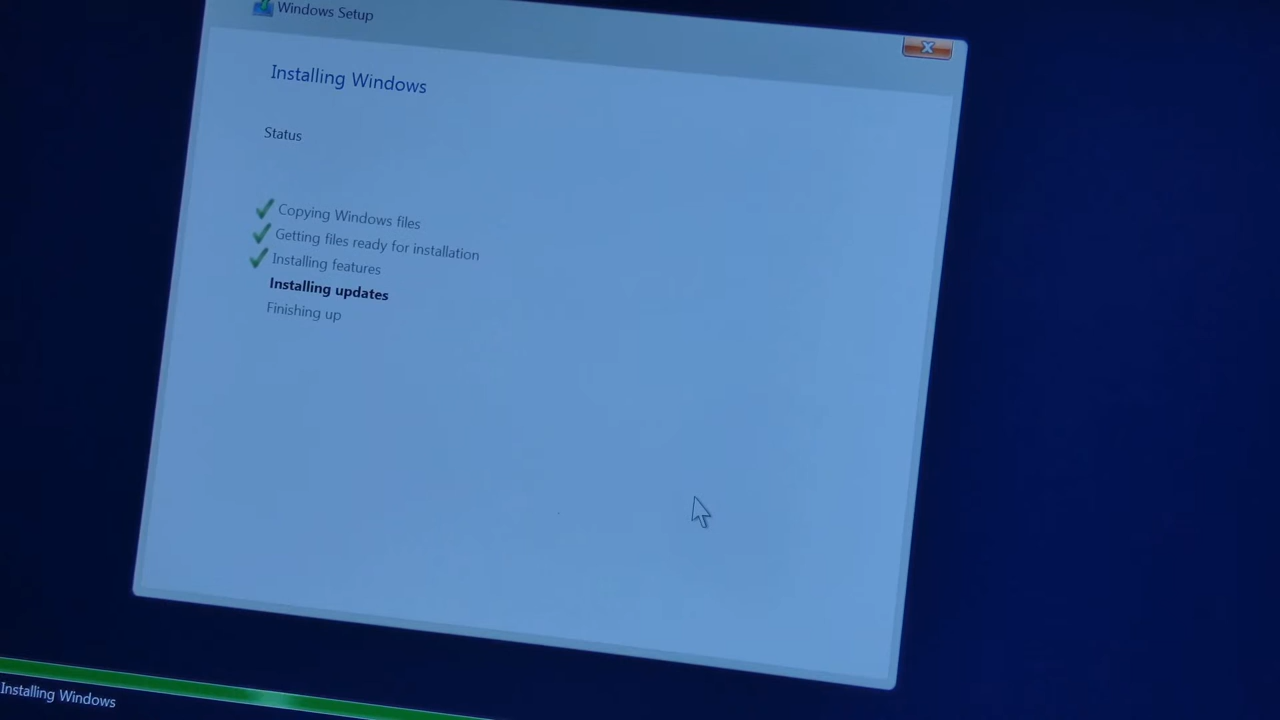 Windows Setup
Installing Windows
Status
Copying Windows files
Getting files ready for installation
Installing features
Installing updates
Finishing up
Installing Windows